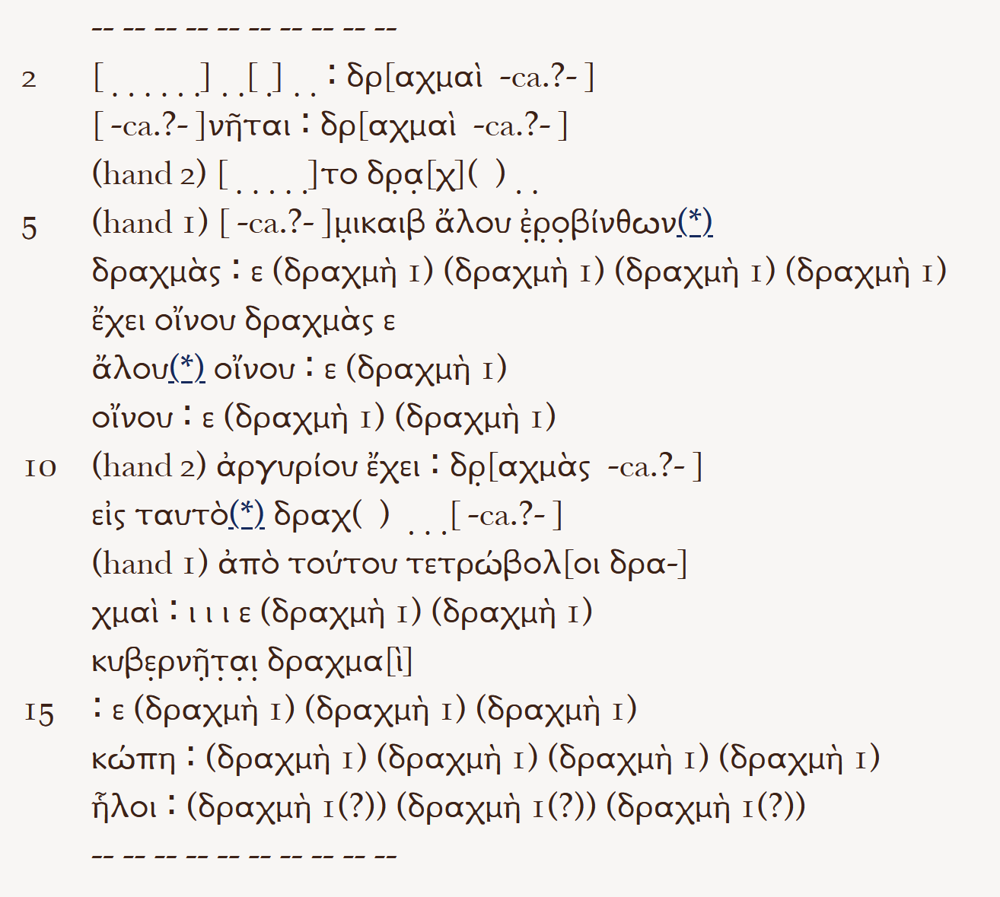 -- -- -- -- -- -- -- -- -- --
2 [ ̣ ̣ ̣ ̣ ̣ ̣] ̣ ̣[ ̣] ̣ ̣ ⁚ δρ[αχμαὶ -ca.?- ]
[ -ca.?- ]νῆται ⁚ δρ[αχμαὶ -ca.?- ]
(hand 2) [ ̣ ̣ ̣ ̣ ̣]το δρ̣α̣[χ]( ) ̣ ̣
5 (hand 1) [ -ca.?- ]μ̣ικαιβ ἄλου ἐ̣ρ̣ο̣βίνθων(*)
δραχμὰς ⁚ ε (δραχμὴ 1) (δραχμὴ 1) (δραχμὴ 1) (δραχμὴ 1)
ἔχει οἴνου δραχμὰς ε
ἄλου(*) οἴνου ⁚ ε (δραχμὴ 1)
οἴνου ⁚ ε (δραχμὴ 1) (δραχμὴ 1)
10 (hand 2) ἀργυρίου ἔχει ⁚ δρ̣[αχμὰς -ca.?- ]
εἰς ταυτὸ(*) δραχ( ) ̣ ̣ ̣[ -ca.?- ]
(hand 1) ἀπὸ τούτου τετρώβολ[οι δρα-]
χμαὶ ⁚ ι ι ι ε (δραχμὴ 1) (δραχμὴ 1)
κυβε̣ρνῆ̣τ̣α̣ι̣ δραχμα[ὶ]
15 ⁚ ε (δραχμὴ 1) (δραχμὴ 1) (δραχμὴ 1)
κώπη ⁚ (δραχμὴ 1) (δραχμὴ 1) (δραχμὴ 1) (δραχμὴ 1)
ἧλοι ⁚ (δραχμὴ 1(?)) (δραχμὴ 1(?)) (δραχμὴ 1(?))
-- -- -- -- -- -- -- -- -- --